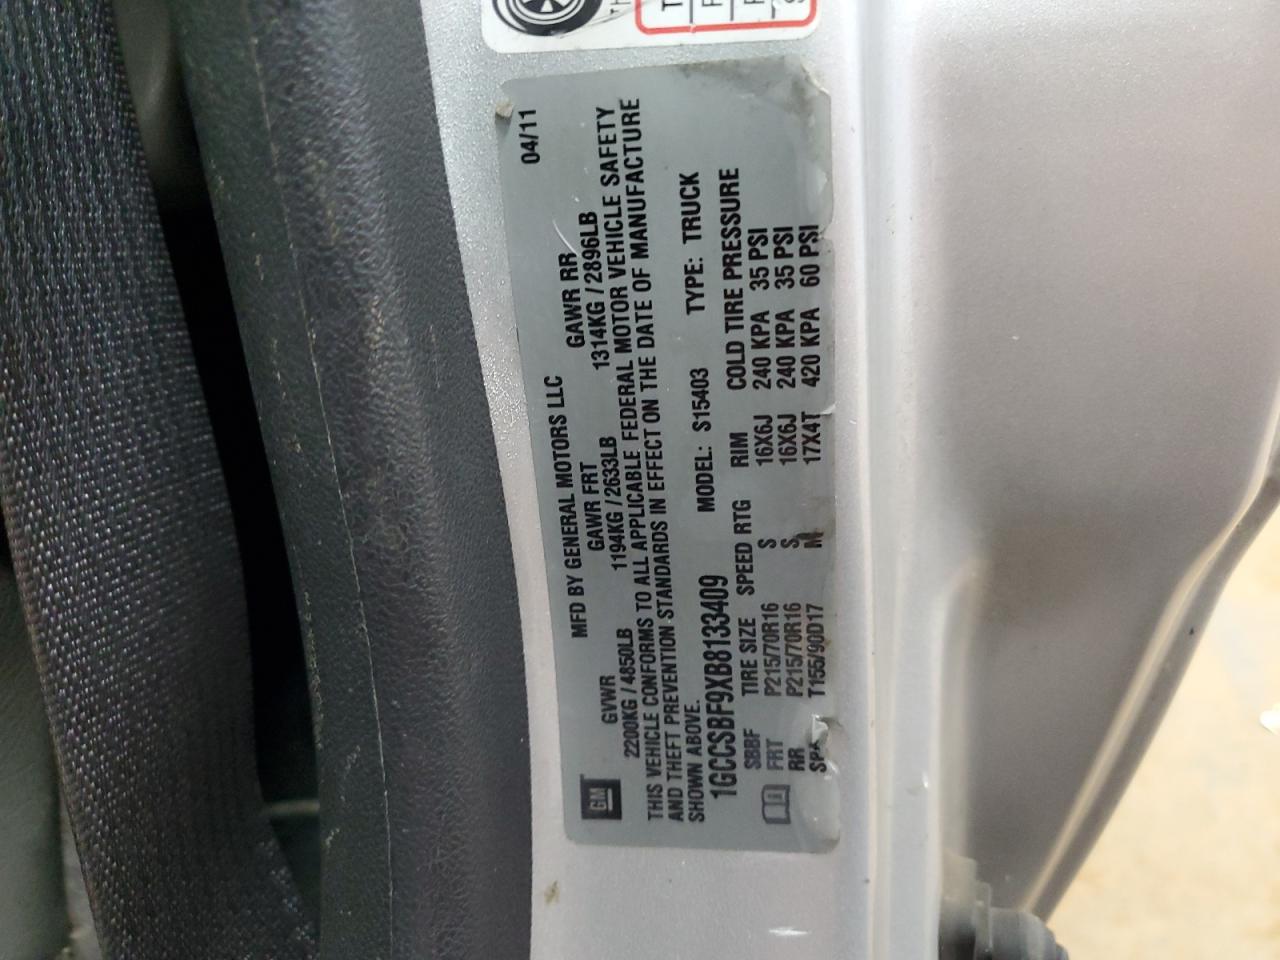 04/11
MFD BY GENERAL MOTORS LLC
GVWR GAWR FRT GAWR RR
2200KG / 4850LB 1194KG / 2633LB 1314KG / 2896LB
THIS VEHICLE CONFORMS TO ALL APPLICABLE FEDERAL MOTOR VEHICLE SAFETY
AND THEFT PREVENTION STANDARDS IN EFFECT ON THE DATE OF MANUFACTURE
SHOWN ABOVE.
GM
1GCCSBF9XB8133409 MODEL: S15403 TYPE: TRUCK
SBBF TIRE SIZE SPEED RTG RIM COLD TIRE PRESSURE
FRT P215/70R16 S 16X6J 240 KPA 35 PSI
RR P215/70R16 S 16X6J 240 KPA 35 PSI
SPA T155/90D17 M 17X4T 420 KPA 60 PSI